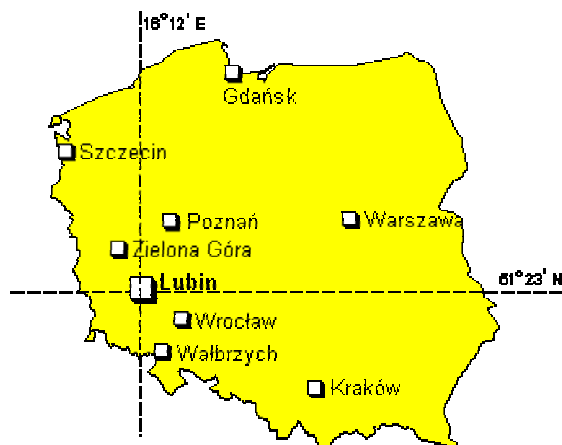 16°12' E
Gdańsk
Szczecin
Poznań
Warszawa
Zielona Góra
Lubin
51°23' N
Wrocław
Wałbrzych
Kraków